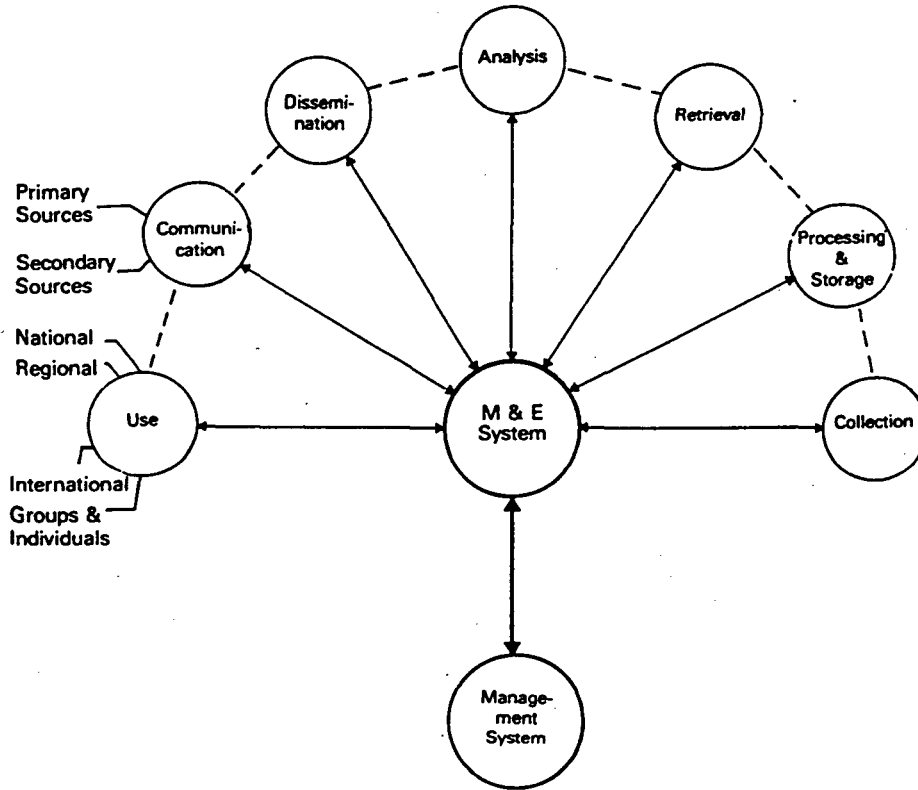 Analysis
Dissemi-
nation
Retrieval
Primary
Sources
Communi-
cation
Secondary
Sources
Processing
&
Storage
National
Regional
Use
M & E
System
Collection
International
Groups &
Individuals
Manage-
ment
System